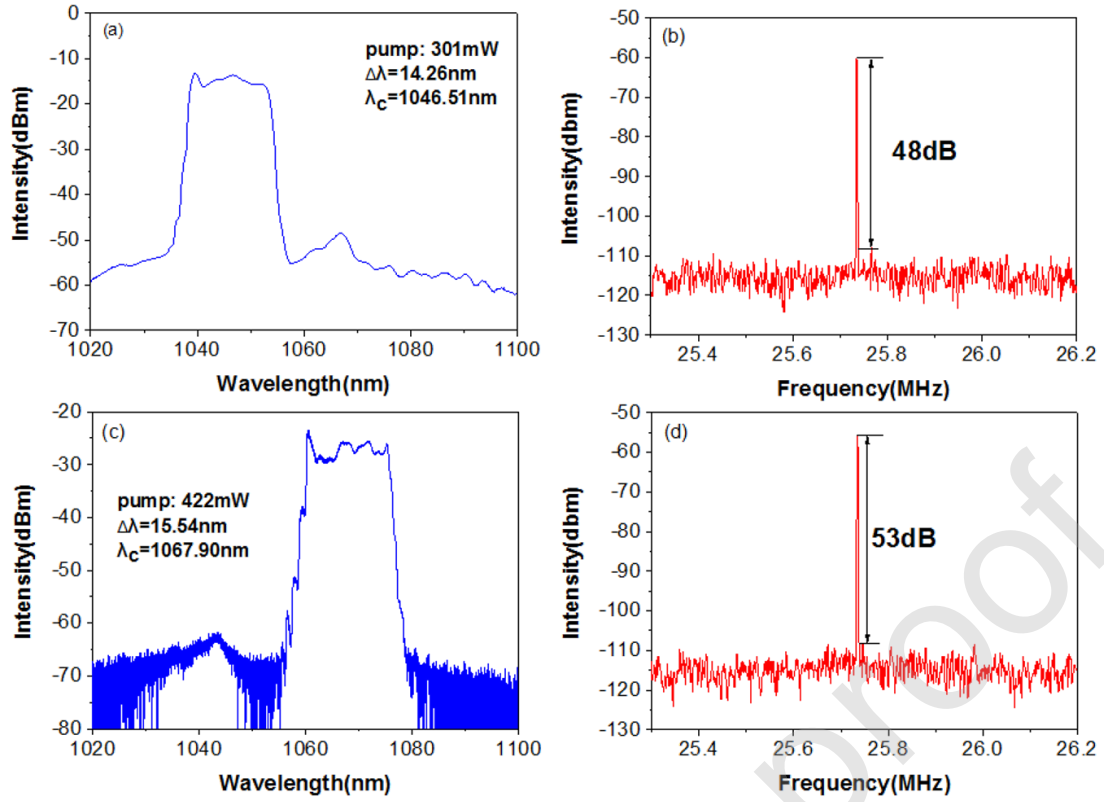 (a)
pump: 301mW
Δλ=14.26nm
λc=1046.51nm
Intensity(dBm)
0
-10
-20
-30
-40
-50
-60
-70
1020 1040 1060 1080 1100
Wavelength(nm)
(b)
48dB
Intensity(dbm)
-50
-60
-70
-80
-90
-100
-110
-120
-130
25.4 25.6 25.8 26.0 26.2
Frequency(MHz)
(c)
pump: 422mW
Δλ=15.54nm
λc=1067.90nm
Intensity(dBm)
-20
-30
-40
-50
-60
-70
-80
1020 1040 1060 1080 1100
Wavelength(nm)
(d)
53dB
Intensity(dbm)
-50
-60
-70
-80
-90
-100
-110
-120
-130
25.4 25.6 25.8 26.0 26.2
Frequency(MHz)
proof